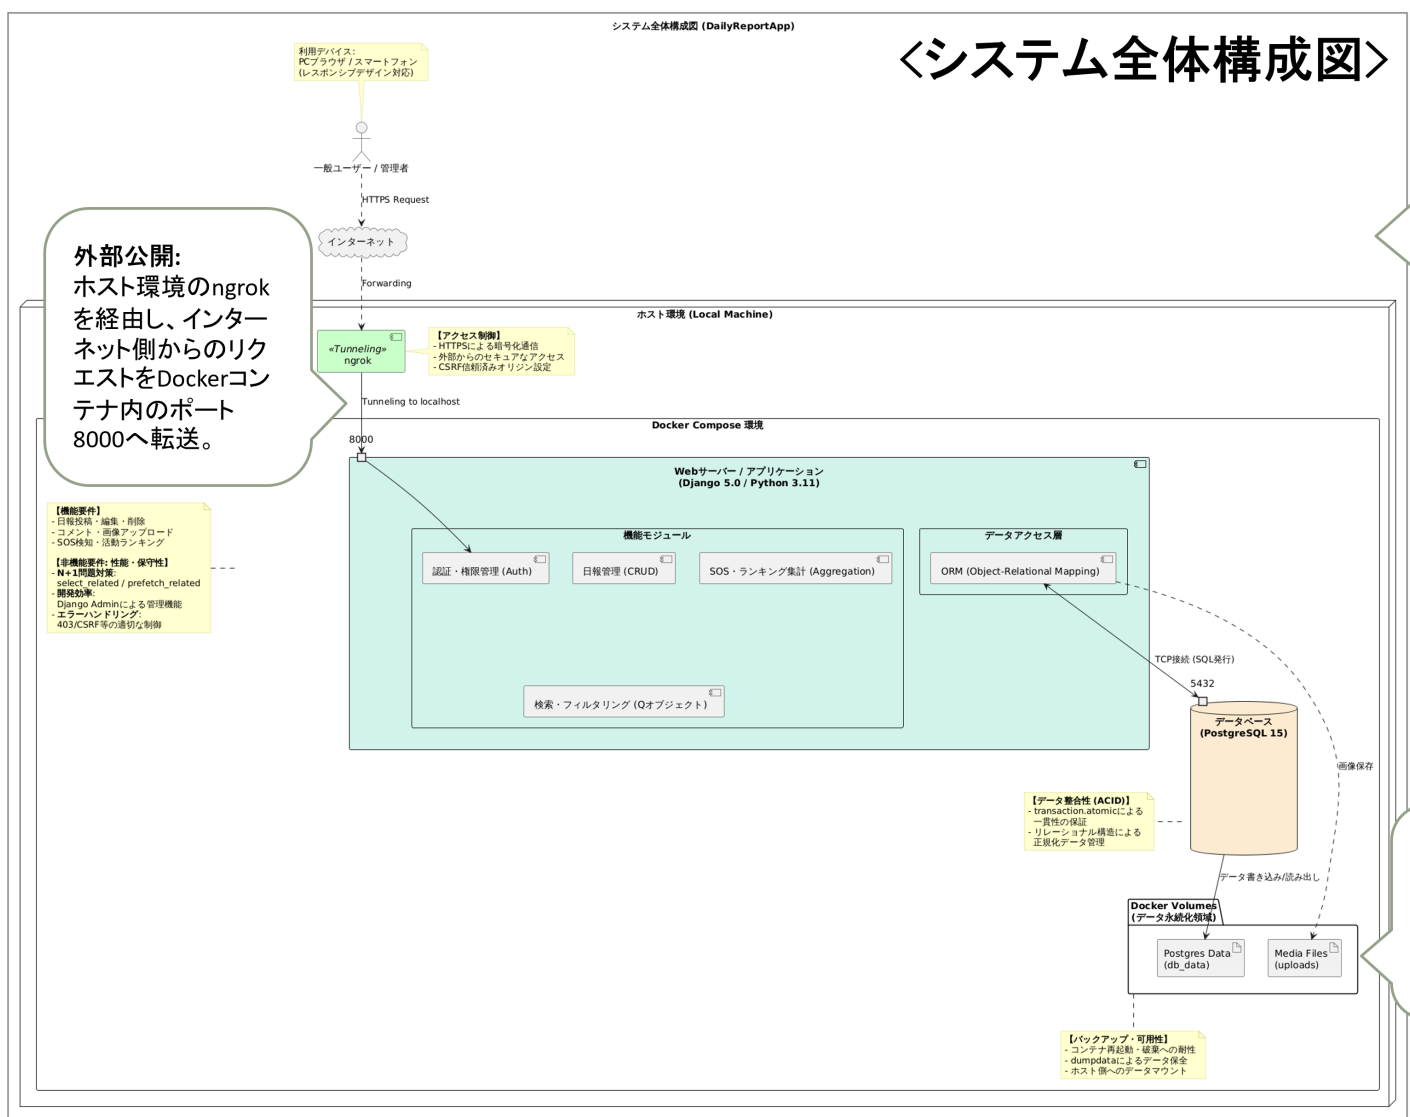 システム全体構成図 (DailyReportApp)
<システム全体構成図>
利用デバイス:
PCブラウザ / スマートフォン
(レスポンシブデザイン対応)
一般ユーザー / 管理者
HTTPS Request
インターネット
Forwarding
外部公開:
ホスト環境のngrok
を経由し、インター
ネット側からのリク
エストをDockerコン
テナ内のポート
8000へ転送。
ホスト環境 (Local Machine)
«Tunneling»
ngrok
【アクセス制御】
- HTTPSによる暗号化通信
- 外部からのセキュアなアクセス
- CSRF信頼済みオリジン設定
Tunneling to localhost
Docker Compose 環境
8000
Webサーバー / アプリケーション
(Django 5.0 / Python 3.11)
【機能要件】
- 日報投稿・編集・削除
- コメント・画像アップロード
- SOS検知・活動ランキング
【非機能要件: 性能・保守性】
- N+1問題対策:
select_related / prefetch_related
- 開発効率:
Django Adminによる管理機能
- エラーハンドリング:
403/CSRF等の適切な制御
機能モジュール
認証・権限管理 (Auth)
日報管理 (CRUD)
SOS・ランキング集計 (Aggregation)
検索・フィルタリング (Qオブジェクト)
データアクセス層
ORM (Object-Relational Mapping)
TCP接続 (SQL発行)
5432
データベース
(PostgreSQL 15)
画像保存
【データ整合性 (ACID)】
- transaction.atomicによる
一貫性の保証
- リレーショナル構造による
正規化データ管理
データ書き込み/読み出し
Docker Volumes
(データ永続化領域)
Postgres Data
(db_data)
Media Files
(uploads)
【バックアップ・可用性】
- コンテナ再起動・破棄への耐性
- dumpdataによるデータ保全
- ホスト側へのデータマウント